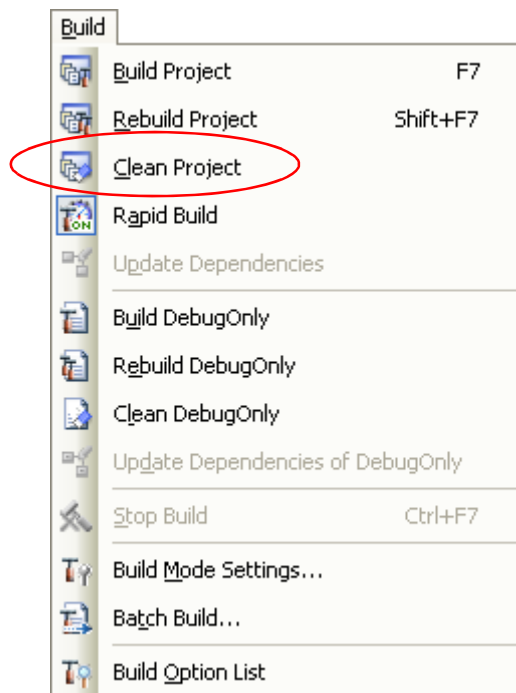 Build
Build Project F7
Rebuild Project Shift+F7
Clean Project
ON Rapid Build
Update Dependencies
Build DebugOnly
Rebuild DebugOnly
Clean DebugOnly
Update Dependencies of DebugOnly
Stop Build Ctrl+F7
Build Mode Settings...
Batch Build...
Build Option List